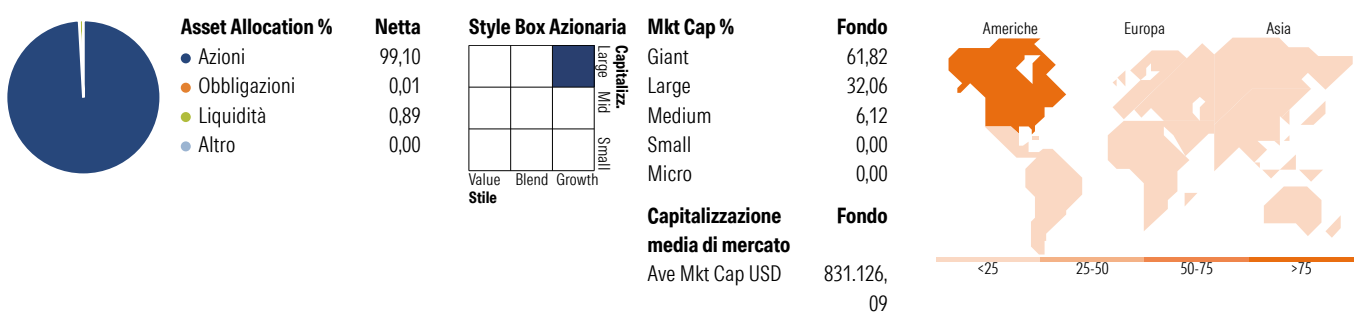 Asset Allocation % Netta
Azioni 99,10
Obbligazioni 0,01
Liquidità 0,89
Altro 0,00
Style Box Azionaria
Capitalizz.
Large Mid Small
Value Blend Growth
Stile
Mkt Cap % Fondo
Giant 61,82
Large 32,06
Medium 6,12
Small 0,00
Micro 0,00
Capitalizzazione Fondo
media di mercato
Ave Mkt Cap USD 831.126,
09
Americhe Europa Asia
<25 25-50 50-75 >75